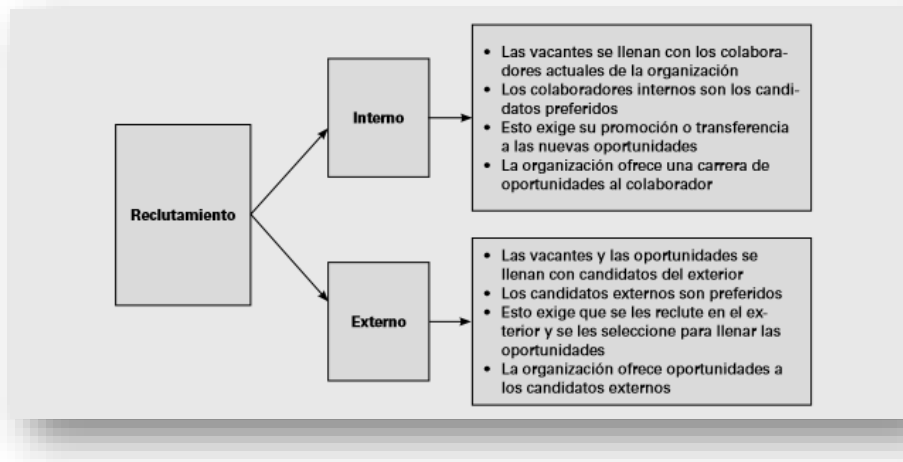 Reclutamiento
Interno
• Las vacantes se llenan con los colabora-
dores actuales de la organización
• Los colaboradores internos son los candi-
datos preferidos
• Esto exige su promoción o transferencia
a las nuevas oportunidades
• La organización ofrece una carrera de
oportunidades al colaborador
Externo
• Las vacantes y las oportunidades se
llenan con candidatos del exterior
• Los candidatos externos son preferidos
• Esto exige que se les reclute en el ex-
terior y se les seleccione para llenar las
oportunidades
• La organización ofrece oportunidades a
los candidatos externos